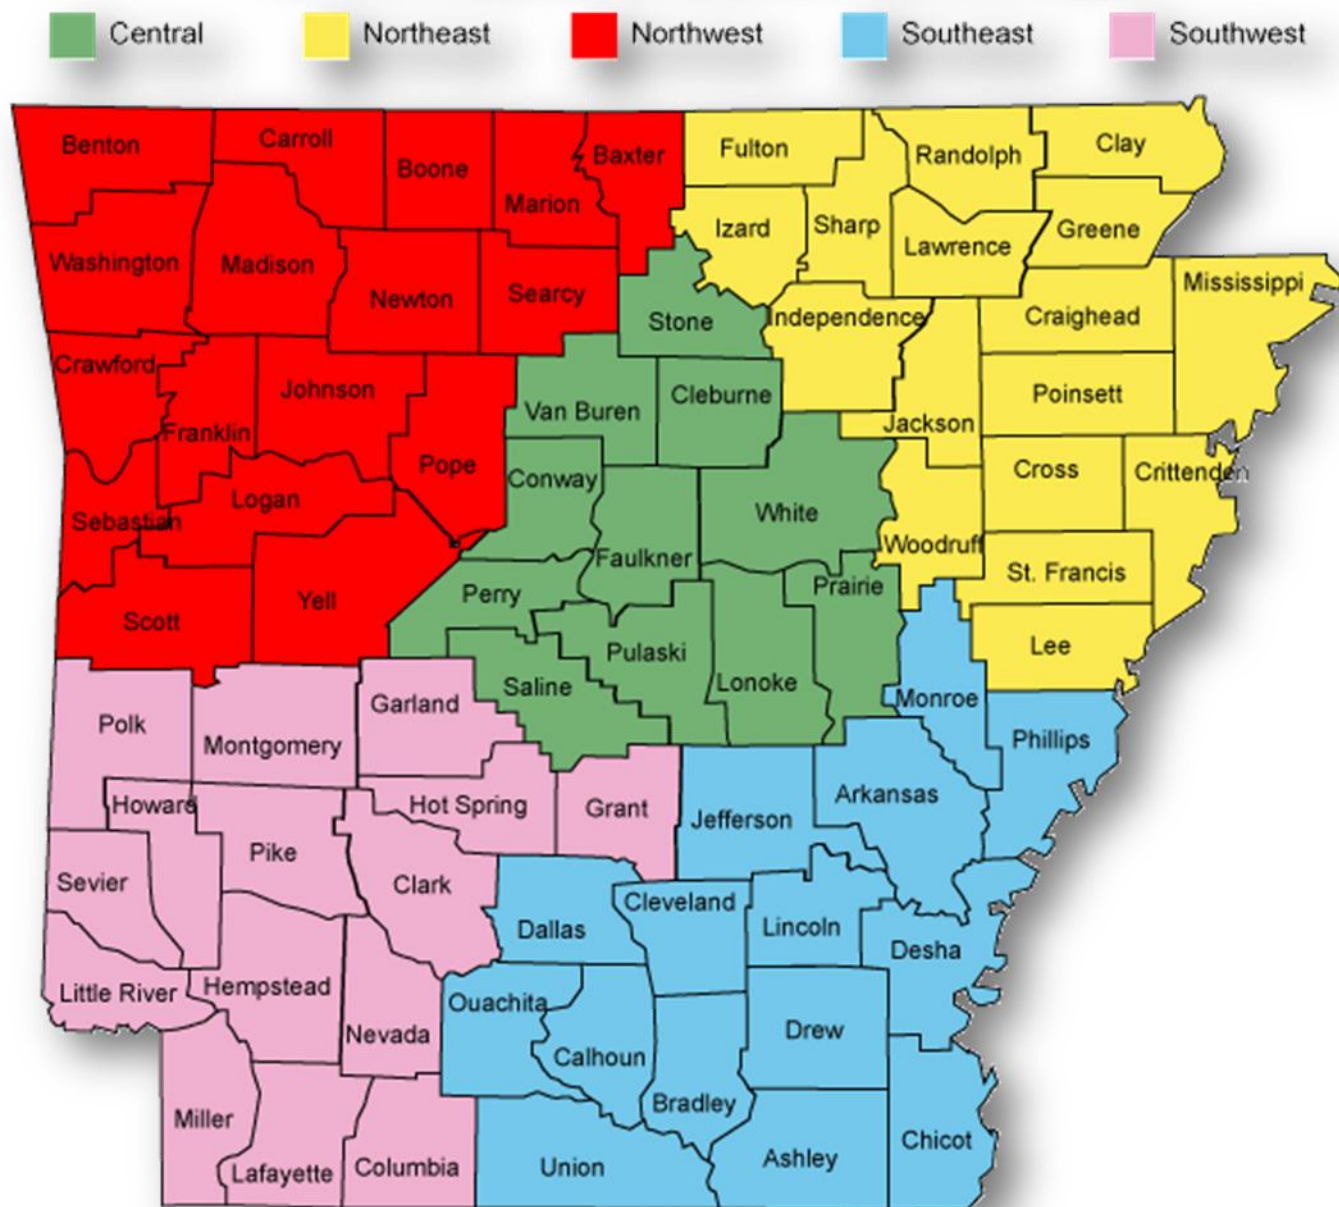 Central Northeast Northwest Southeast Southwest
Benton
Carroll
Boone
Marion
Baxter
Fulton
Randolph
Clay
Washington
Madison
Newton
Searcy
Izard
Sharp
Lawrence
Greene
Mississippi
Stone
Independence
Craighead
Crawford
Franklin
Johnson
Pope
Van Buren
Cleburne
Jackson
Poinsett
Sebastian
Logan
Conway
Faulkner
White
Woodruff
Cross
Crittenden
Scott
Yell
Perry
Pulaski
Prairie
St. Francis
Lee
Polk
Montgomery
Garland
Saline
Lonoke
Monroe
Phillips
Howard
Pike
Hot Spring
Grant
Jefferson
Arkansas
Sevier
Clark
Dallas
Cleveland
Lincoln
Desha
Little River
Hempstead
Nevada
Ouachita
Calhoun
Bradley
Drew
Miller
Lafayette
Columbia
Union
Ashley
Chicot